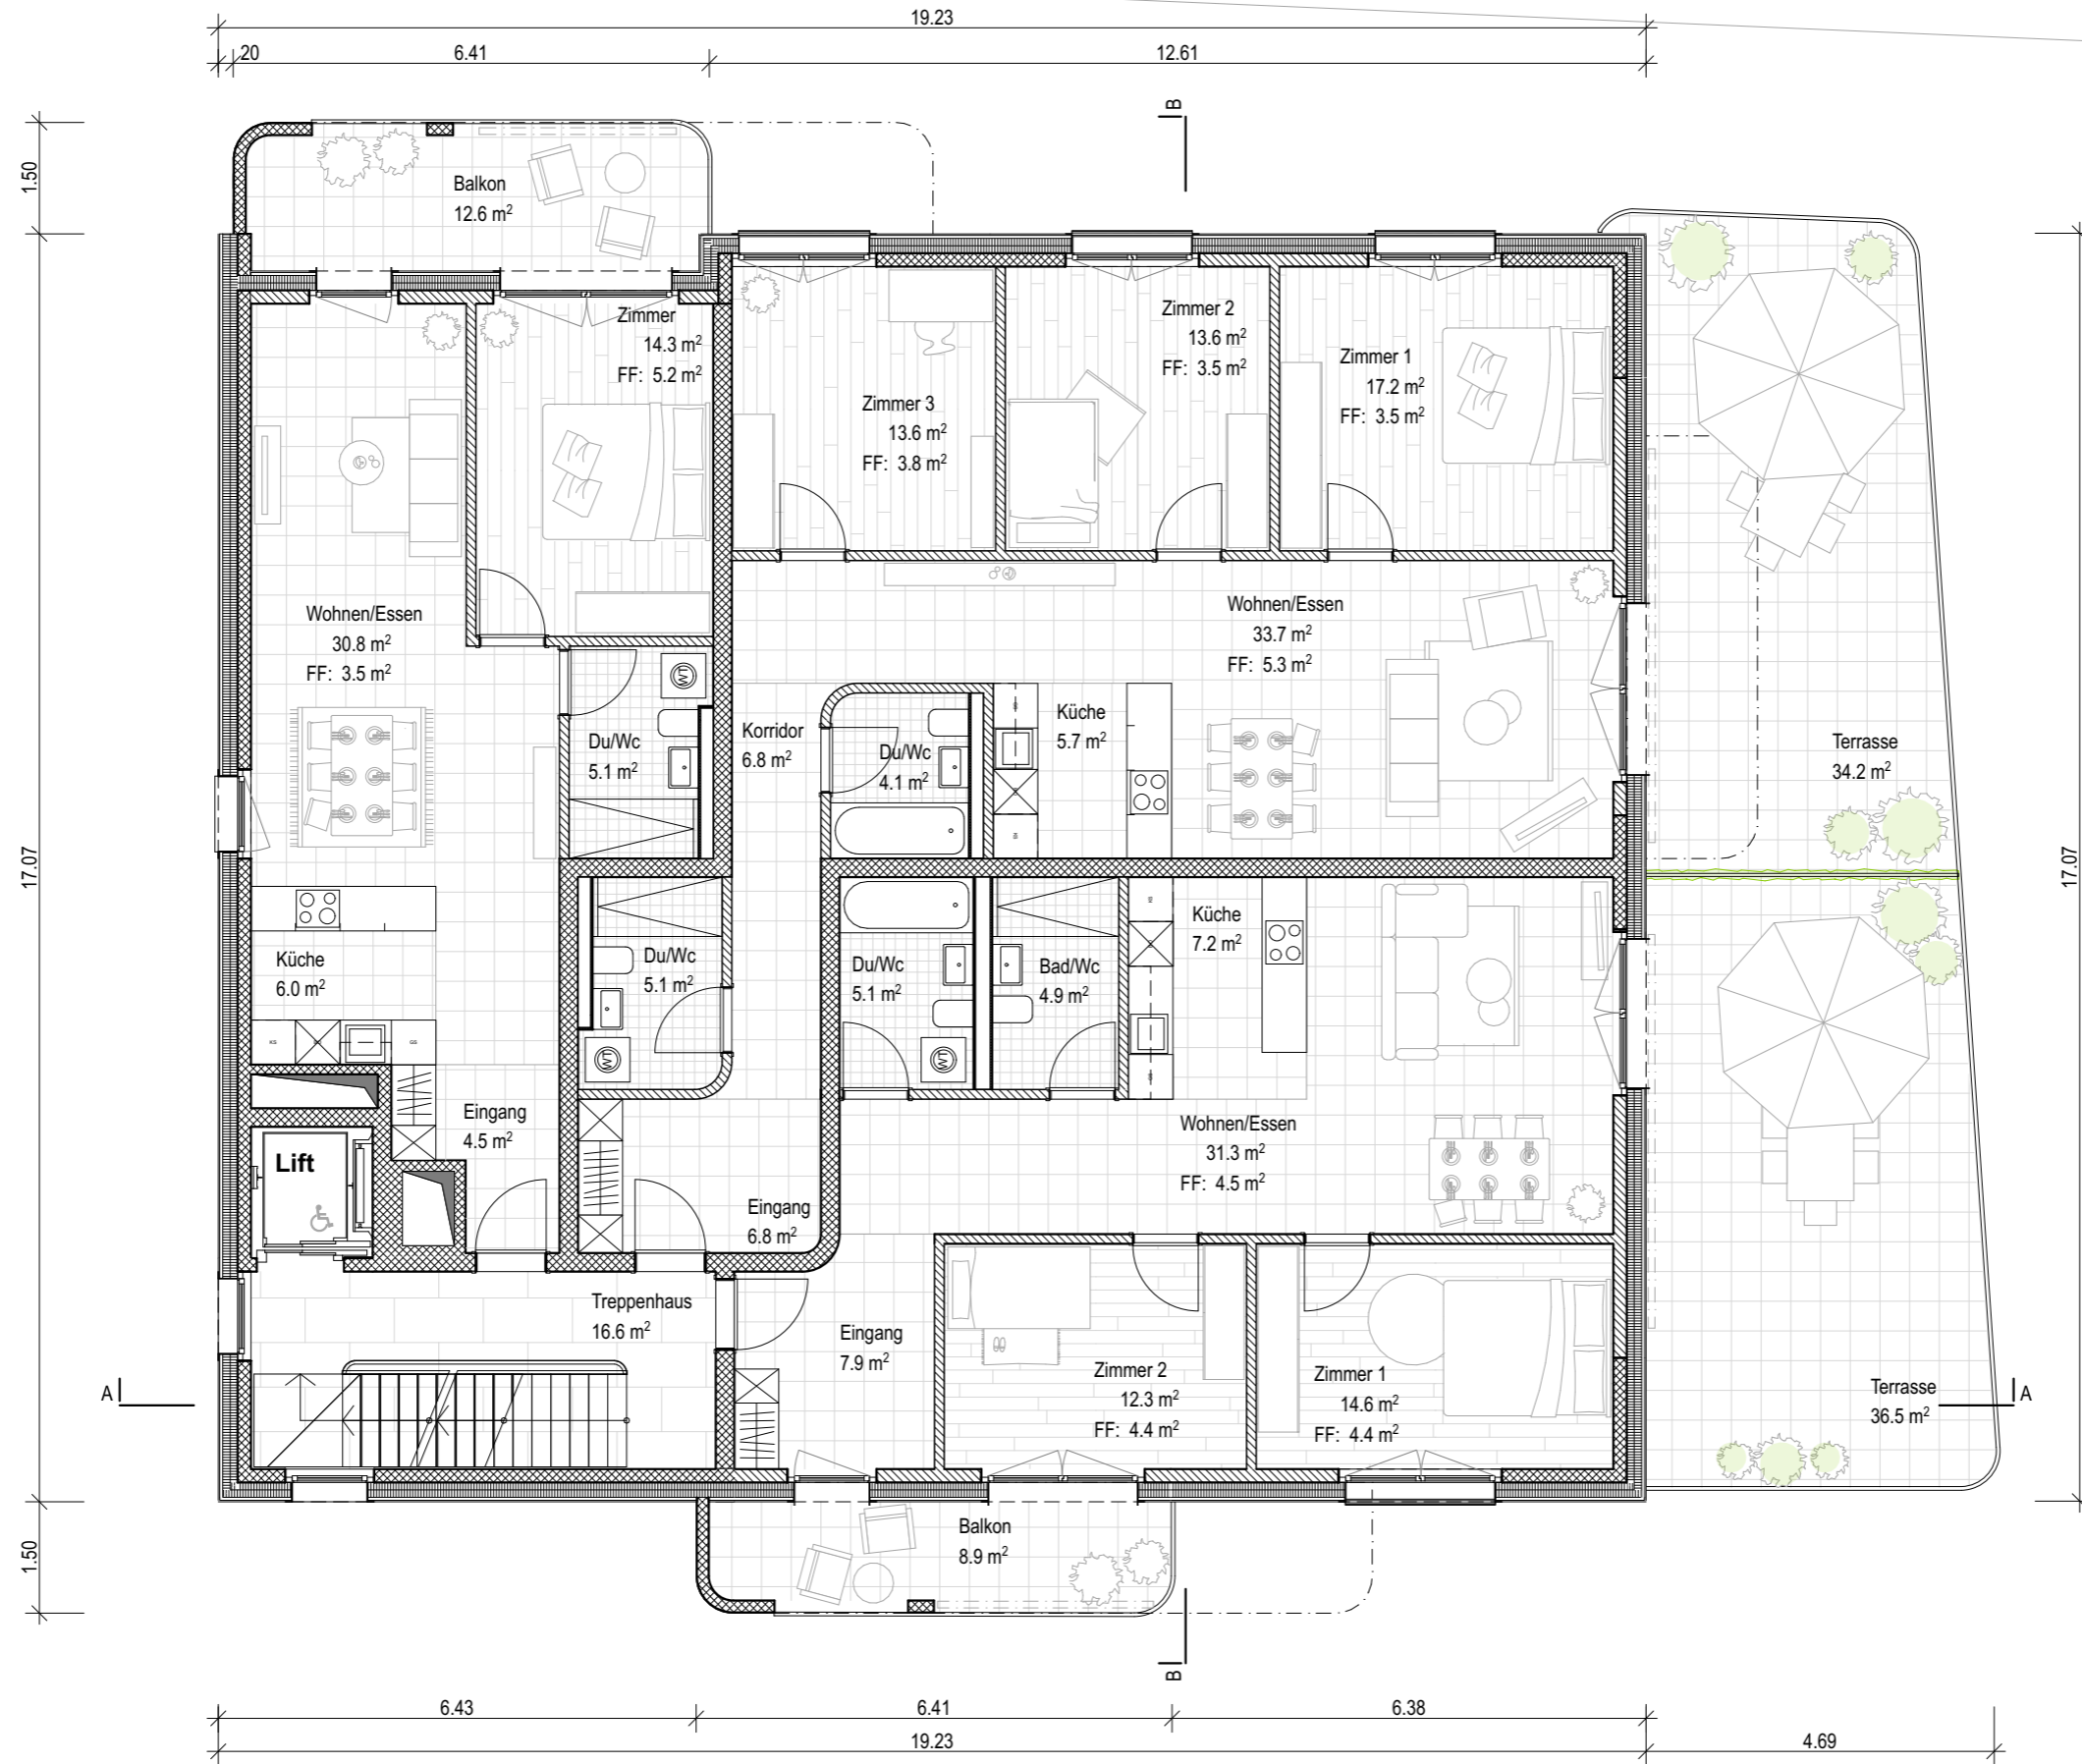 19.23
20
6.41
12.61
B
1.50
Balkon
12.6 m²
Zimmer
14.3 m²
FF: 5.2 m²
Zimmer 3
13.6 m²
FF: 3.8 m²
Zimmer 2
13.6 m²
FF: 3.5 m²
Zimmer 1
17.2 m²
FF: 3.5 m²
Wohnen/Essen
30.8 m²
FF: 3.5 m²
Wohnen/Essen
33.7 m²
FF: 5.3 m²
WT
Du/Wc
5.1 m²
Korridor
6.8 m²
Du/Wc
4.1 m²
Küche
5.7 m²
Terrasse
34.2 m²
17.07
17.07
Küche
6.0 m²
KS
GS
Du/Wc
5.1 m²
WT
Du/Wc
5.1 m²
WT
Bad/Wc
4.9 m²
Küche
7.2 m²
Eingang
4.5 m²
Lift
Wohnen/Essen
31.3 m²
FF: 4.5 m²
Eingang
6.8 m²
Treppenhaus
16.6 m²
Eingang
7.9 m²
Zimmer 2
12.3 m²
FF: 4.4 m²
Zimmer 1
14.6 m²
FF: 4.4 m²
Terrasse
36.5 m²
A
A
Balkon
8.9 m²
1.50
B
6.43
6.41
6.38
19.23
4.69